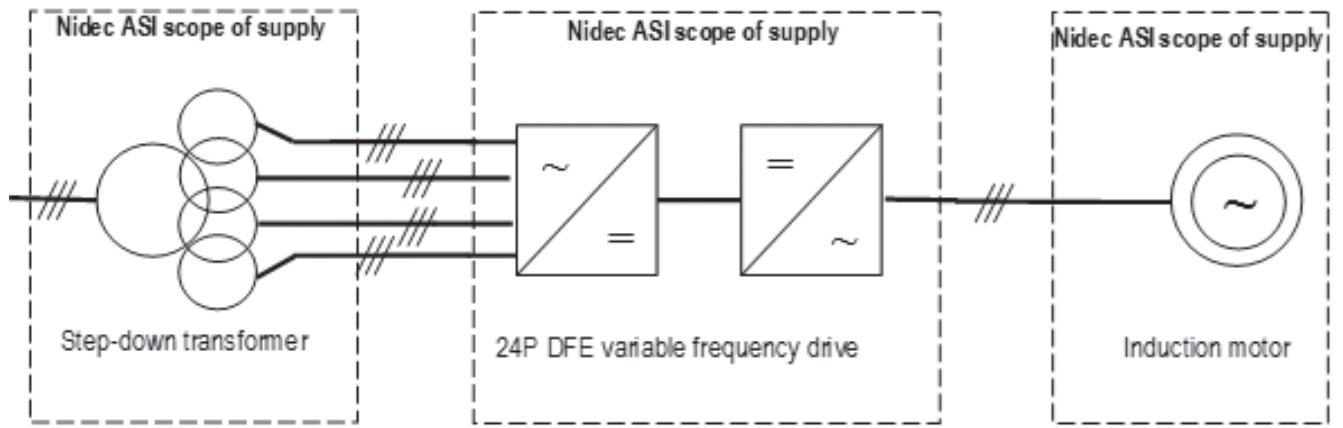 Nidec ASI scope of supply
Nidec ASI scope of supply
Nidec ASI scope of supply
~
=
=
~
~
Step-down transformer
24P DFE variable frequency drive
Induction motor